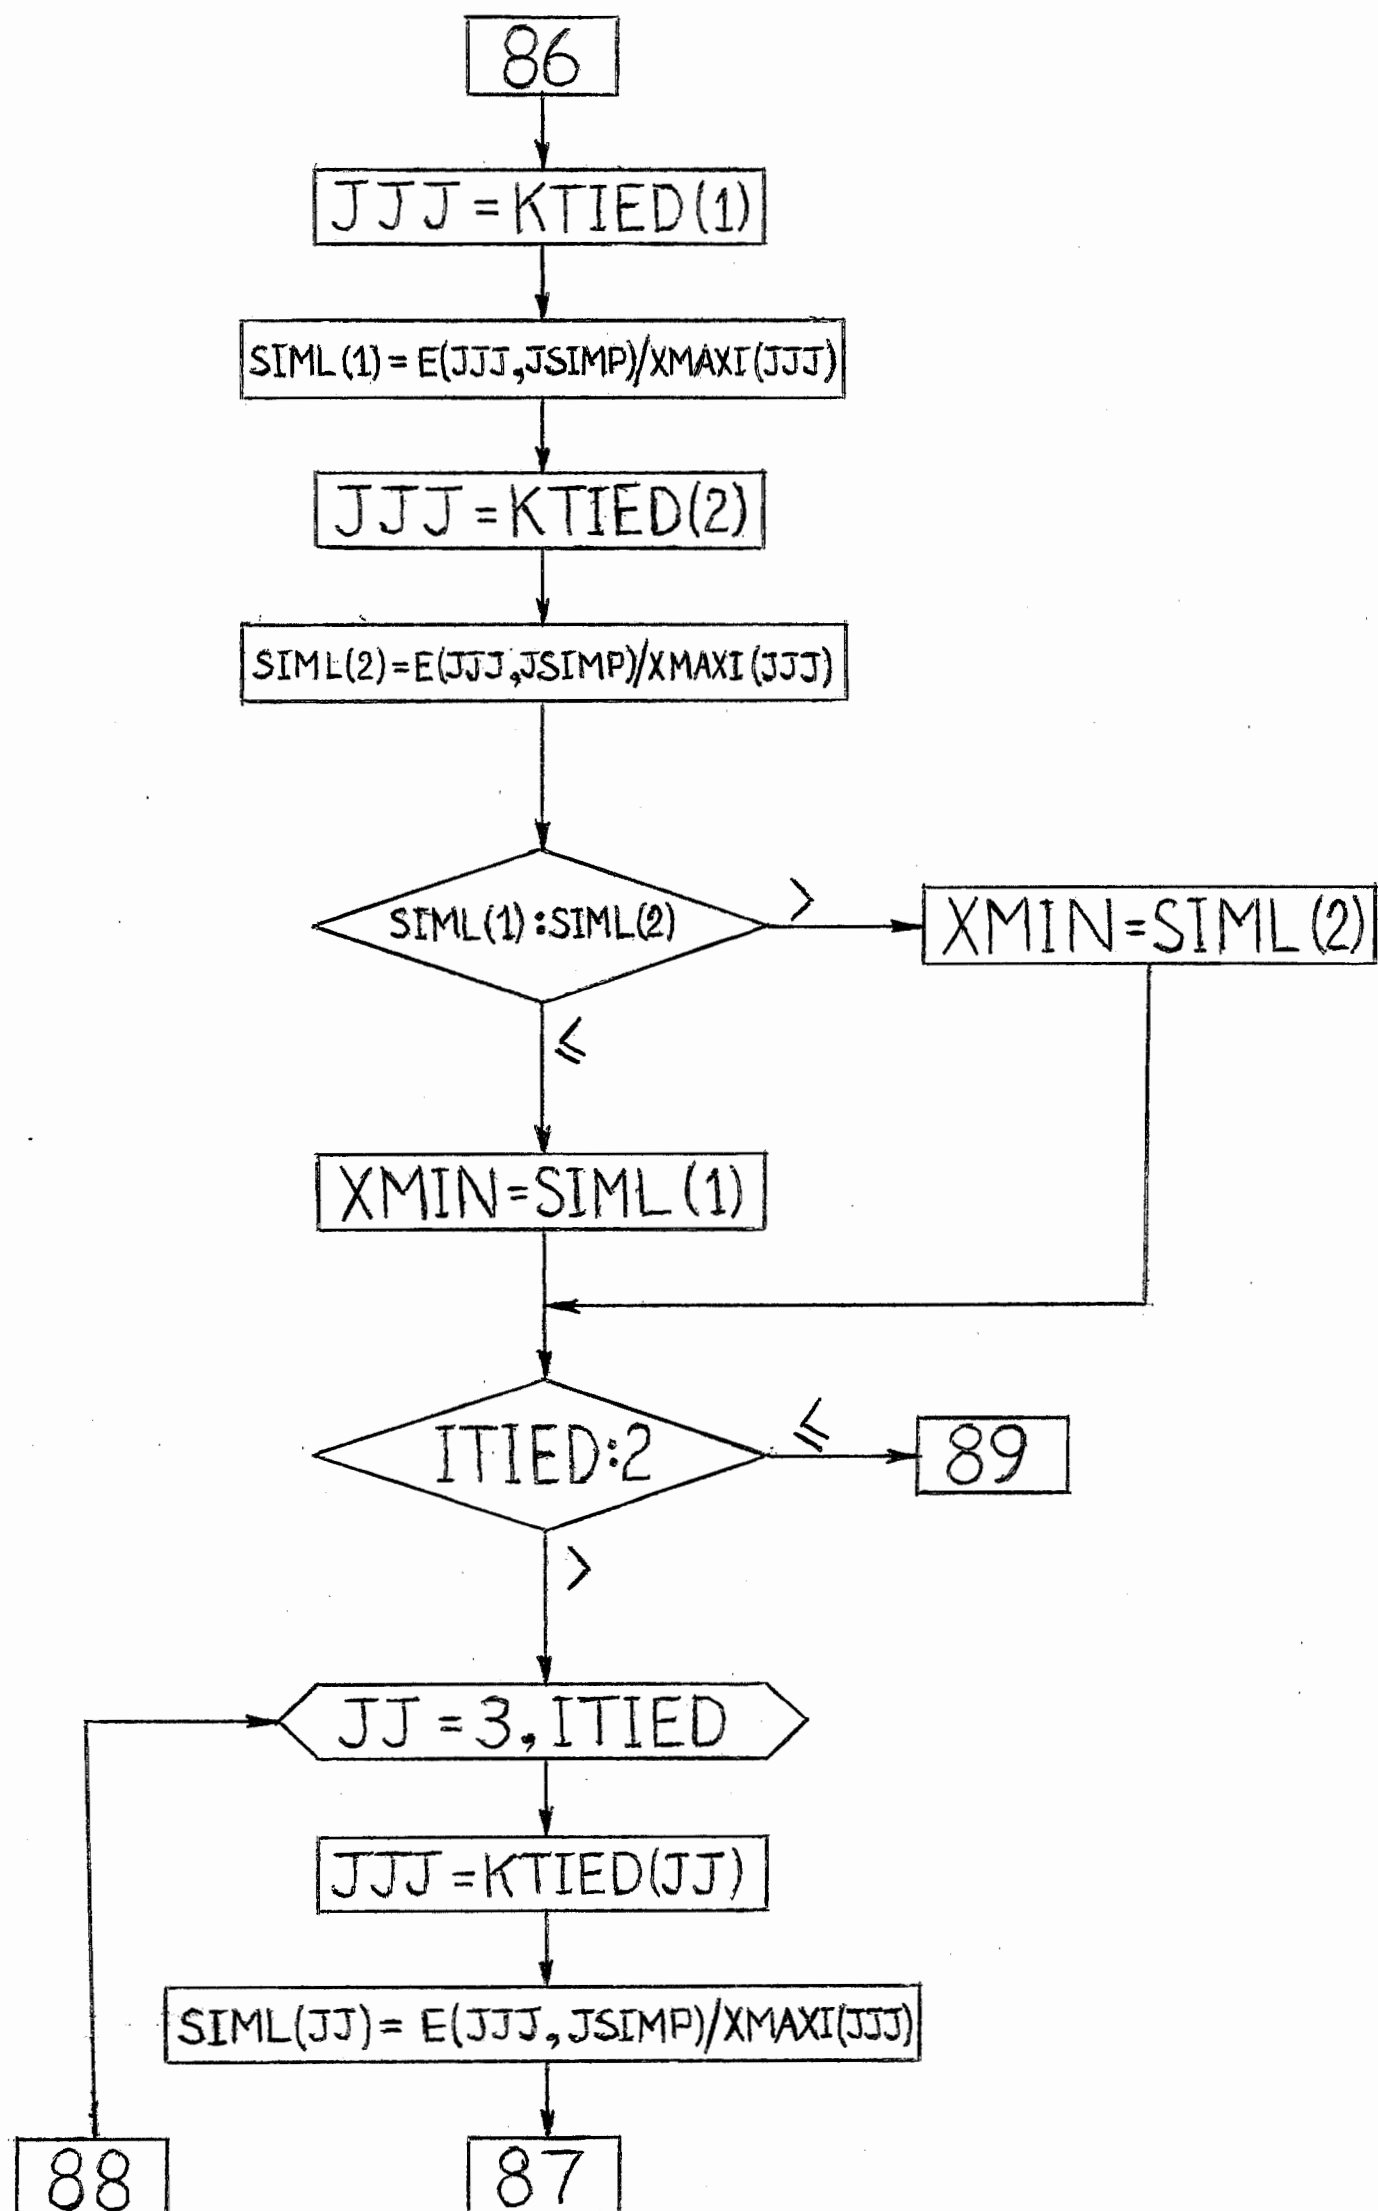 86
JJJ = KTIED(1)
SIML(1) = E(JJJ,JSIMP)/XMAXI(JJJ)
JJJ = KTIED(2)
SIML(2) = E(JJJ,JSIMP)/XMAXI(JJJ)
SIML(1):SIML(2)
>
XMIN=SIML(2)
≤
XMIN=SIML(1)
ITIED:2
≤
89
>
JJ = 3, ITIED
JJJ = KTIED(JJ)
SIML(JJ) = E(JJJ, JSIMP)/XMAXI(JJJ)
88
87